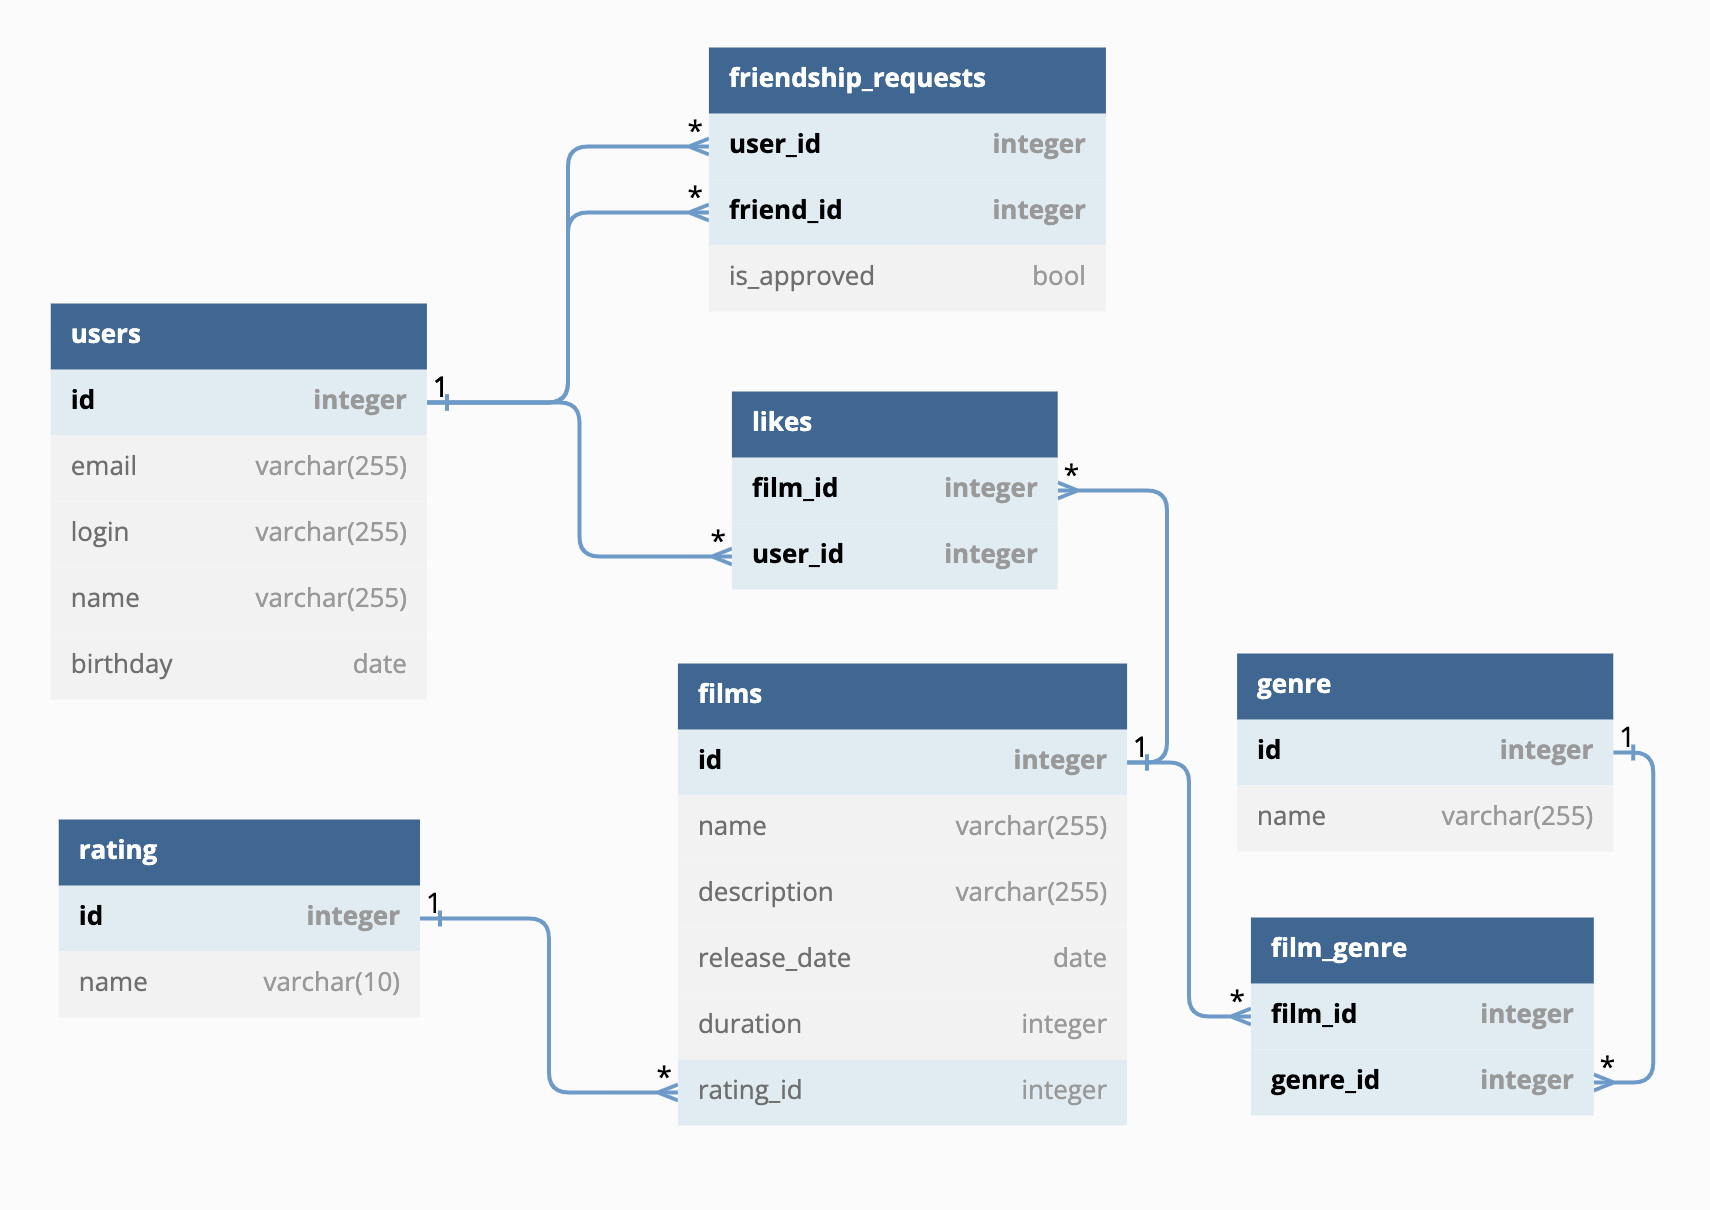 friendship_requests
* user_id integer
* friend_id integer
is_approved bool
users
id integer 1
email varchar(255)
login varchar(255)
name varchar(255)
birthday date
likes
film_id integer *
* user_id integer
films
id integer 1
name varchar(255)
description varchar(255)
release_date date
duration integer
* rating_id integer
genre
id integer 1
name varchar(255)
rating
id integer 1
name varchar(10)
film_genre
* film_id integer
genre_id integer *